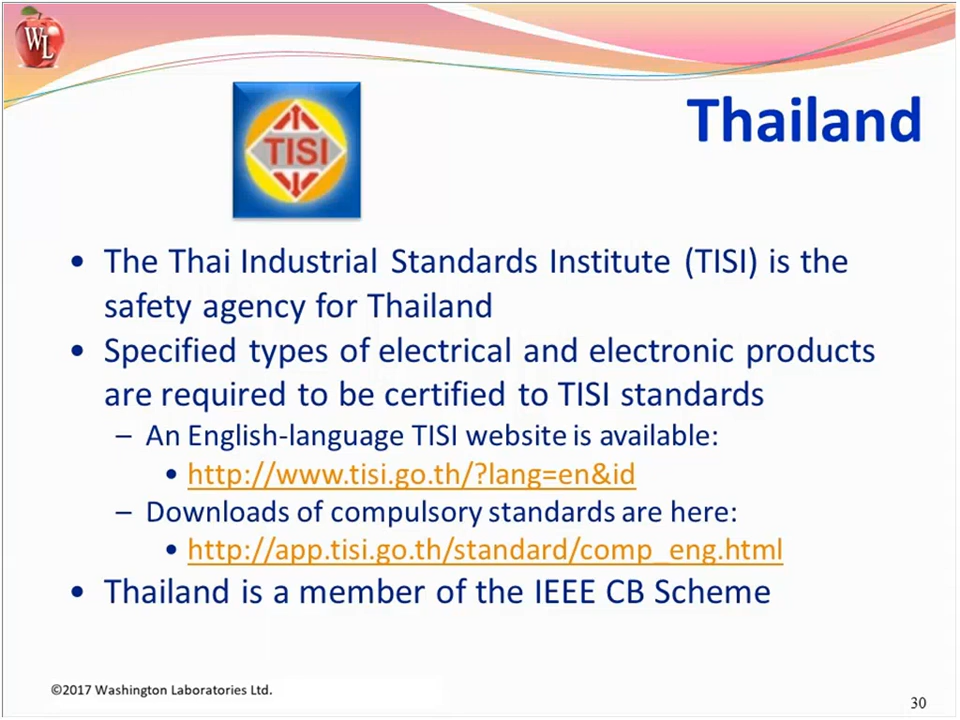 WL
TISI
Thailand
• The Thai Industrial Standards Institute (TISI) is the
safety agency for Thailand
• Specified types of electrical and electronic products
are required to be certified to TISI standards
– An English-language TISI website is available:
• http://www.tisi.go.th/?lang=en&id
– Downloads of compulsory standards are here:
• http://app.tisi.go.th/standard/comp_eng.html
• Thailand is a member of the IEEE CB Scheme
©2017 Washington Laboratories Ltd.
30